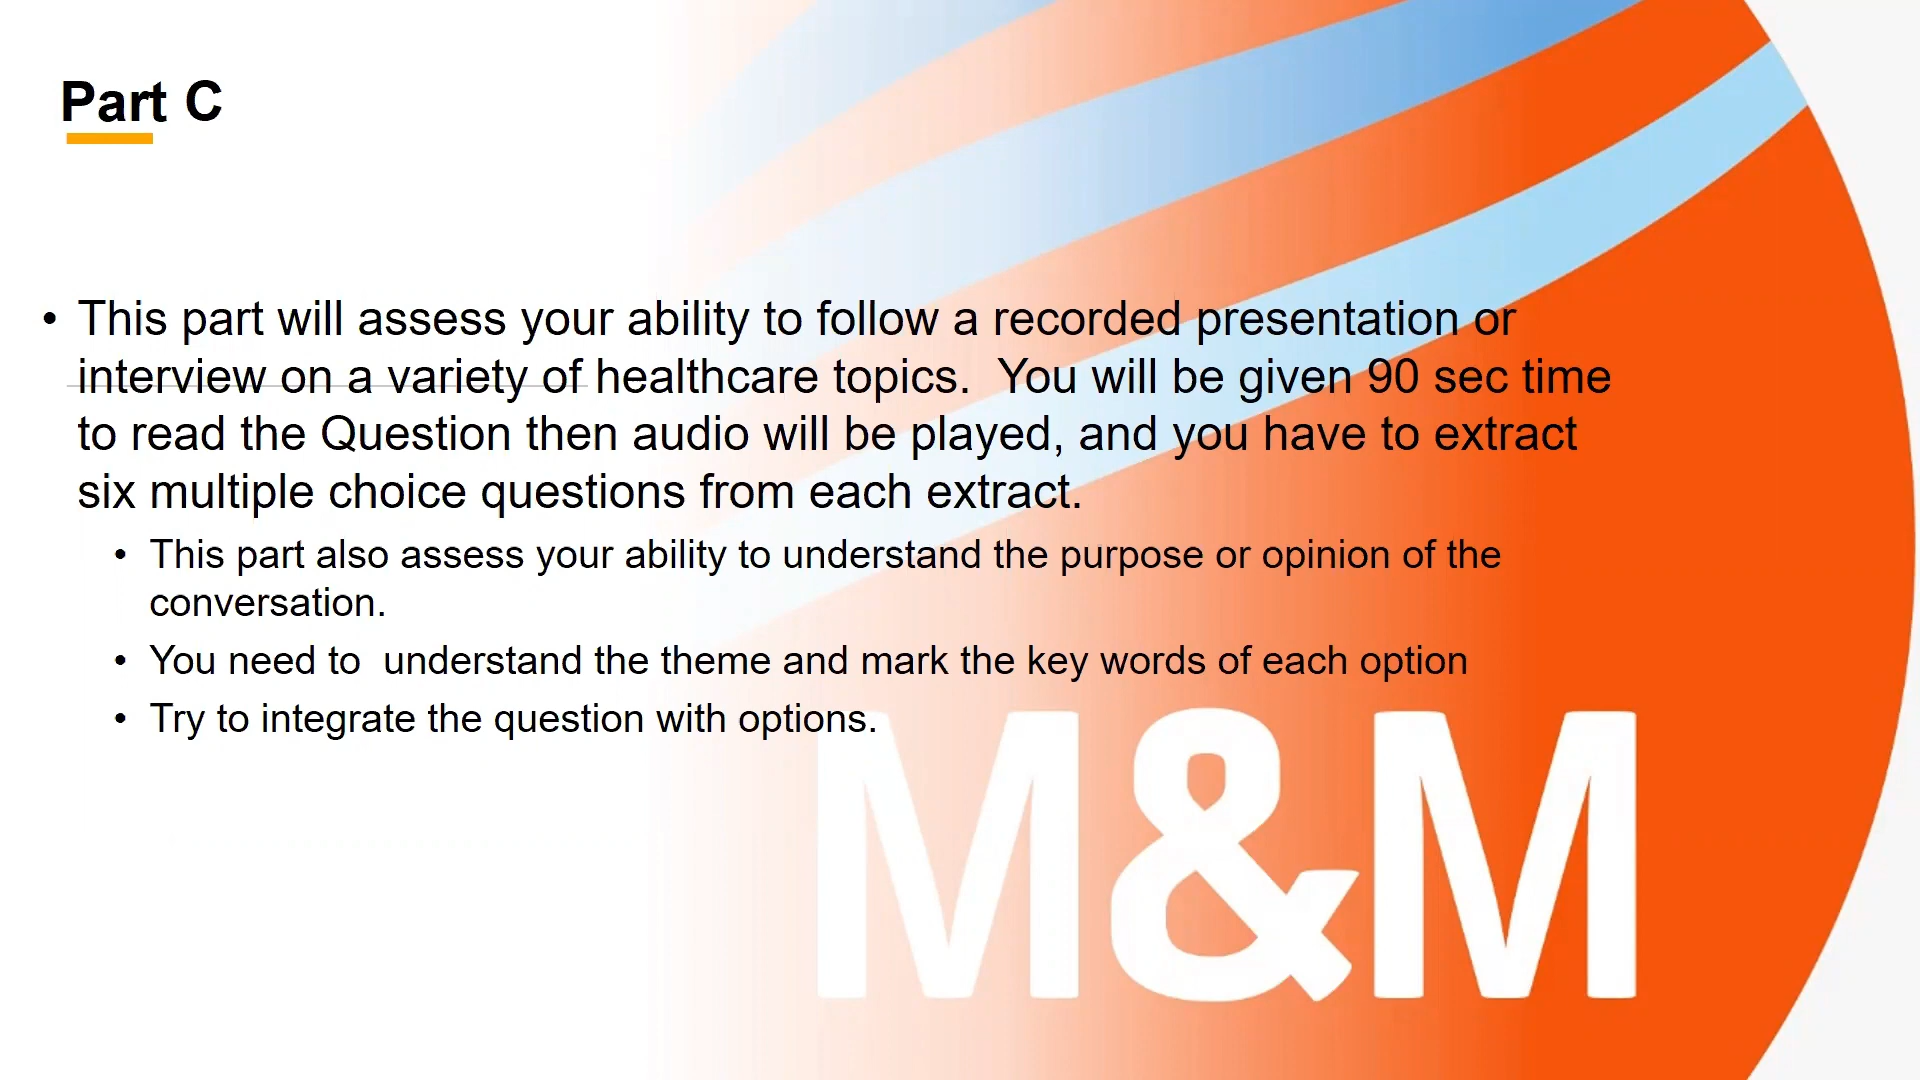 Part C
• This part will assess your ability to follow a recorded presentation or
interview on a variety of healthcare topics.  You will be given 90 sec time
to read the Question then audio will be played, and you have to extract
six multiple choice questions from each extract.
• This part also assess your ability to understand the purpose or opinion of the
conversation.
• You need to  understand the theme and mark the key words of each option
• Try to integrate the question with options.
M&M